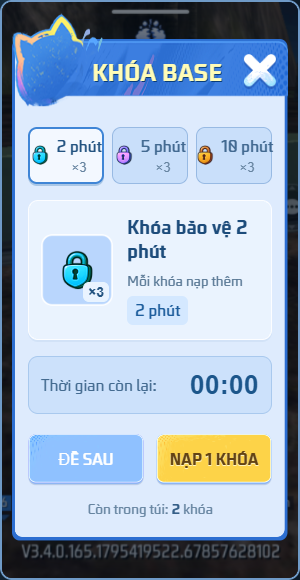 KHÓA BASE
2 phút
×3
5 phút
×3
10 phút
×3
Khóa bảo vệ 2
phút
×3
Mỗi khóa nạp thêm
2 phút
Thời gian còn lại:
00:00
ĐỂ SAU
NẠP 1 KHÓA
Còn trong túi: 2 khóa
V3.4.0.165.1795419522.67857628102